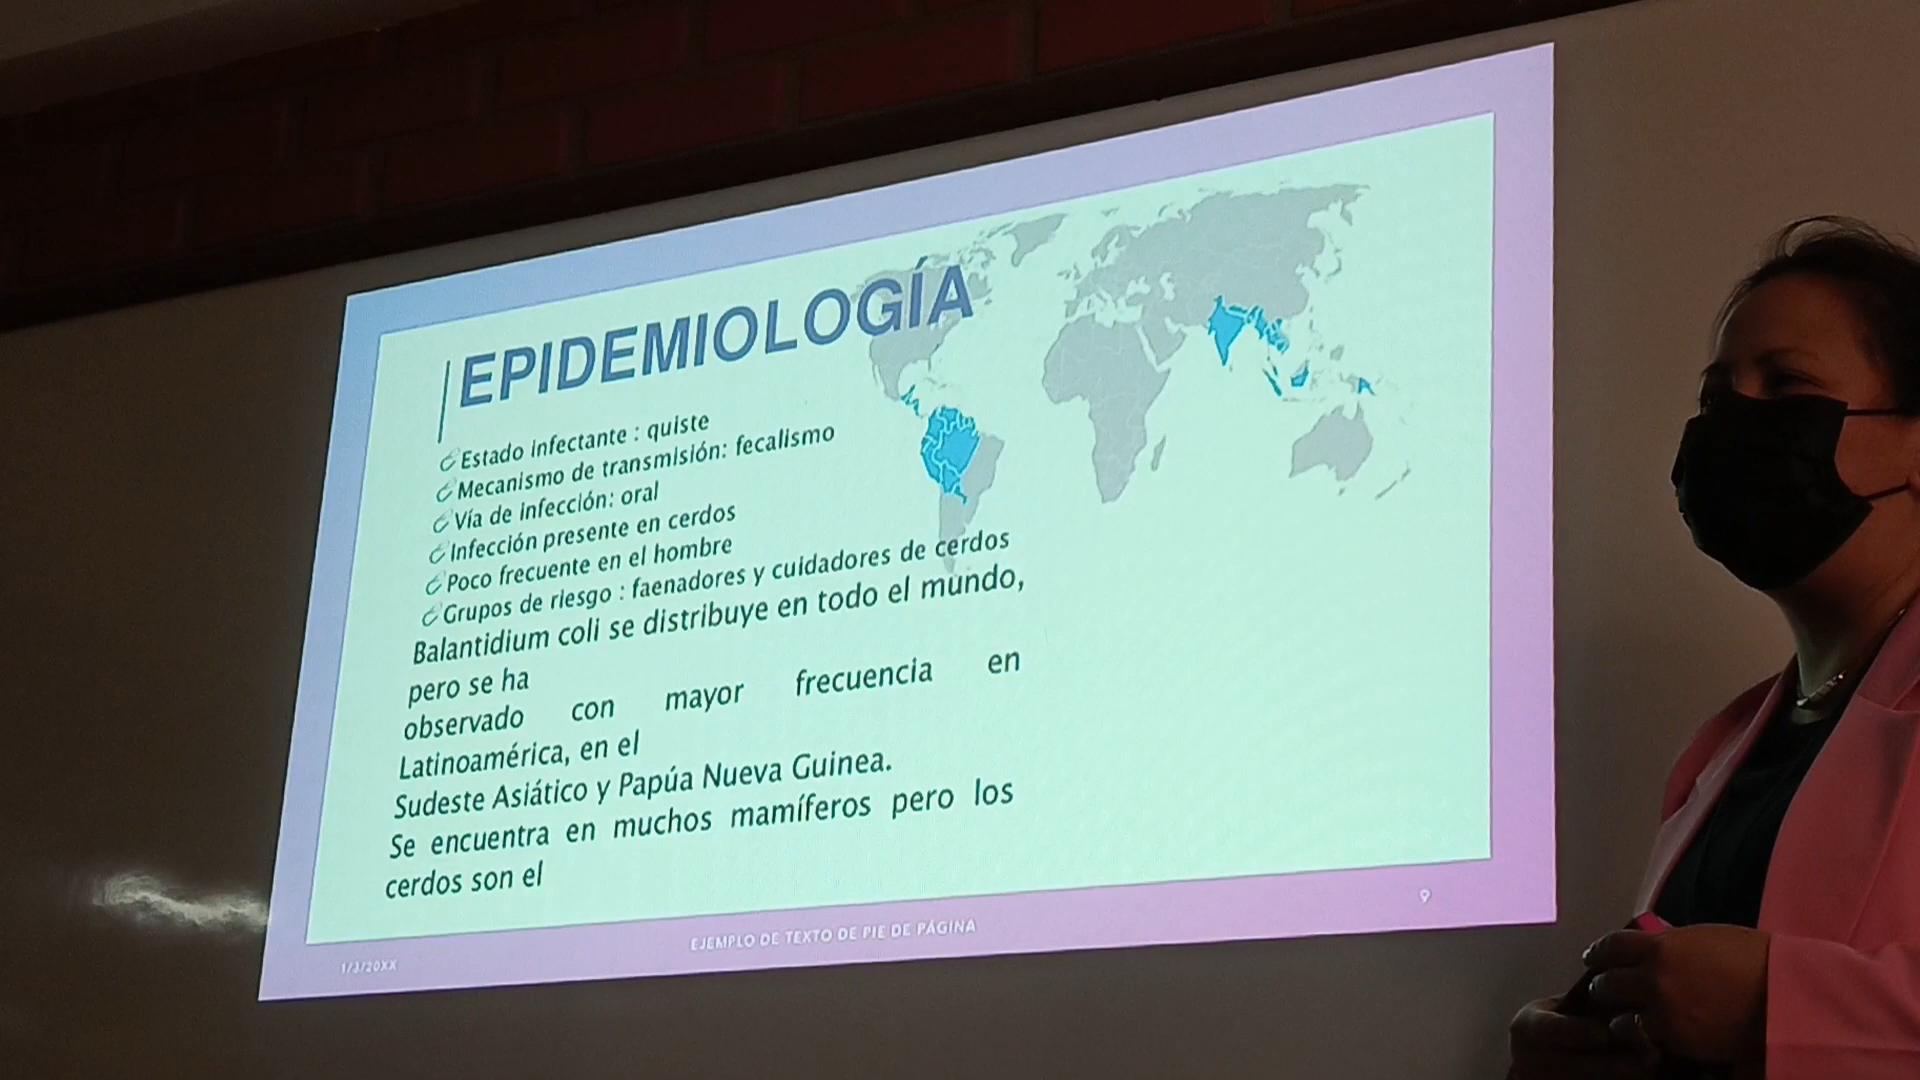 EPIDEMIOLOGÍA
Estado infectante : quiste
Mecanismo de transmisión: fecalismo
Vía de infección: oral
Infección presente en cerdos
Poco frecuente en el hombre
Grupos de riesgo : faenadores y cuidadores de cerdos
Balantidium coli se distribuye en todo el mundo,
pero se ha
observado con mayor frecuencia en
Latinoamérica, en el
Sudeste Asiático y Papúa Nueva Guinea.
Se encuentra en muchos mamíferos pero los
cerdos son el
1/3/20XX
EJEMPLO DE TEXTO DE PIE DE PÁGINA
9